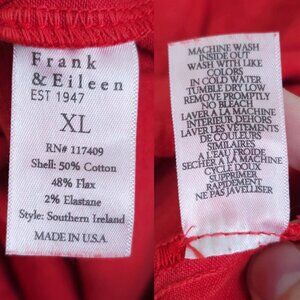 Frank
& Eileen
EST 1947
XL
RN# 117409
Shell: 50% Cotton
48% Flax
2% Elastane
Style: Southern Ireland
MADE IN U.S.A.
MACHINE WASH
INSIDE OUT
WASH WITH LIKE
COLORS
IN COLD WATER
TUMBLE DRY LOW
REMOVE PROMPTLY
NO BLEACH
LAVER À LA MACHINE
INTERIEUR DEHORS
LAVER LES VÊTEMENTS
DE COULEURS
SIMILAIRES
A L'EAU FROIDE
SECHER À LA MACHINE
CYCLE DOUX
SUPPRIMER
RAPIDEMENT
NE PAS JAVELLISER